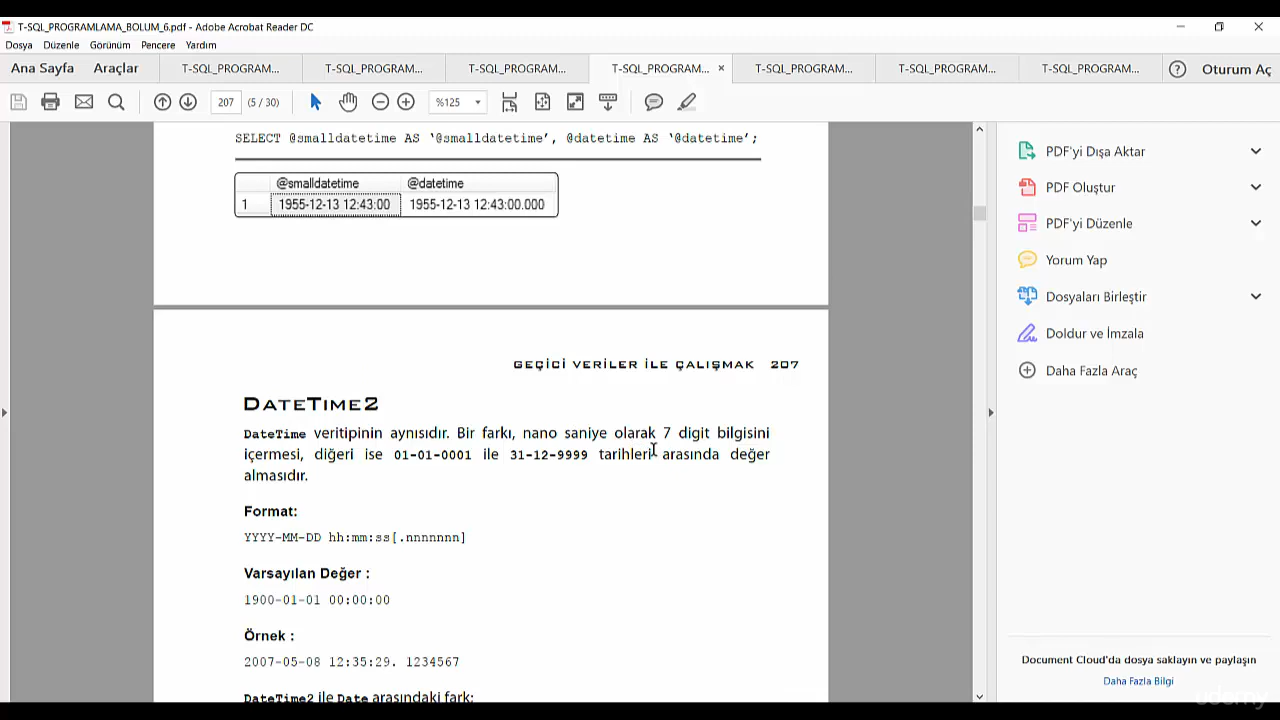 T-SQL_PROGRAMLAMA_BOLUM_6.pdf - Adobe Acrobat Reader DC
Dosya Düzenle Görünüm Pencere Yardım
Ana Sayfa Araçlar T-SQL_PROGRAM... T-SQL_PROGRAM... T-SQL_PROGRAM... T-SQL_PROGRAM... × T-SQL_PROGRAM... T-SQL_PROGRAM... T-SQL_PROGRAM... ? Oturum Aç
207 (5 / 30) %125
SELECT @smalldatetime AS ‘@smalldatetime’, @datetime AS ‘@datetime’;
@smalldatetime @datetime
1 1955-12-13 12:43:00 1955-12-13 12:43:00.000
GEÇİCİ VERİLER İLE ÇALIŞMAK 207
DATETIME2
DateTime veritipinin aynısıdır. Bir farkı, nano saniye olarak 7 digit bilgisini
içermesi, diğeri ise 01-01-0001 ile 31-12-9999 tarihleri arasında değer
almasıdır.
Format:
YYYY-MM-DD hh:mm:ss[.nnnnnnn]
Varsayılan Değer :
1900-01-01 00:00:00
Örnek :
2007-05-08 12:35:29. 1234567
DateTime2 ile Date arasındaki fark:
PDF'yi Dışa Aktar
PDF Oluştur
PDF'yi Düzenle
Yorum Yap
Dosyaları Birleştir
Doldur ve İmzala
Daha Fazla Araç
Document Cloud'da dosya saklayın ve paylaşın
Daha Fazla Bilgi
udemy